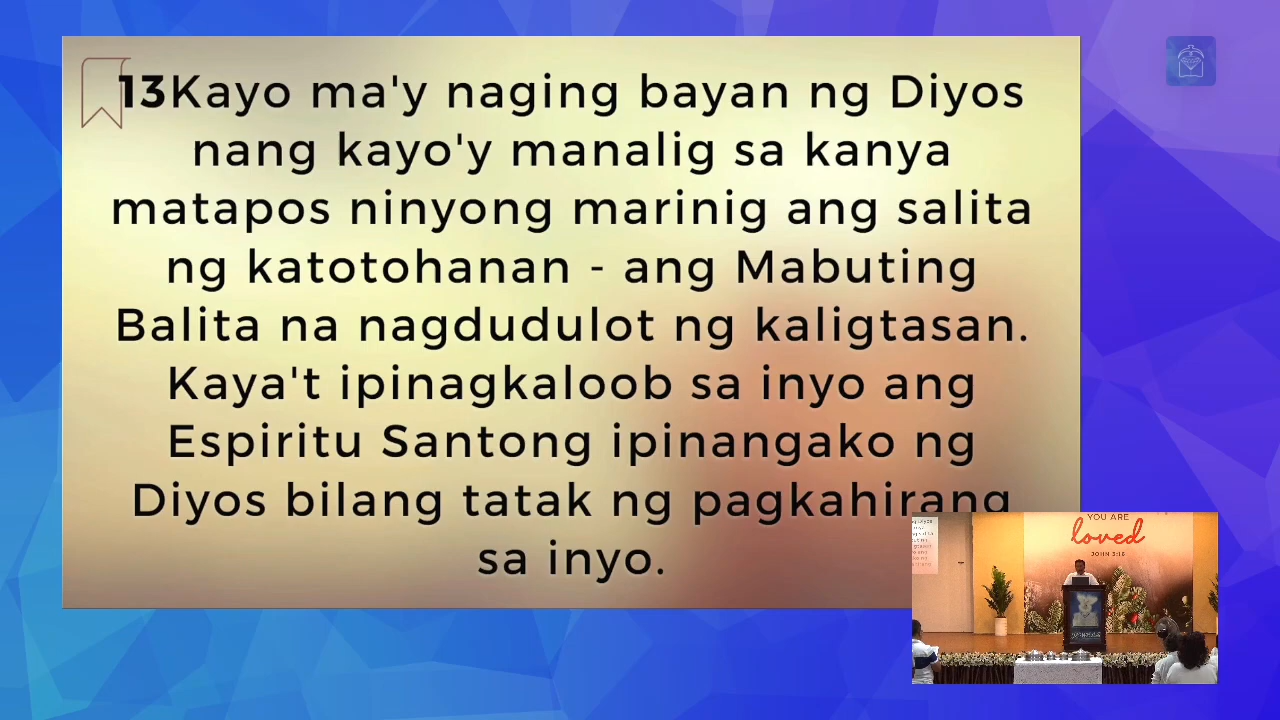 13Kayo ma'y naging bayan ng Diyos
nang kayo'y manalig sa kanya
matapos ninyong marinig ang salita
ng katotohanan - ang Mabuting
Balita na nagdudulot ng kaligtasan.
Kaya't ipinagkaloob sa inyo ang
Espiritu Santong ipinangako ng
Diyos bilang tatak ng pagkahirang
sa inyo.
YOU ARE
loved
JOHN 3:16